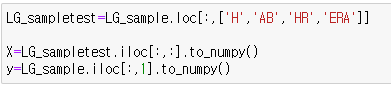 LG_sampletest=LG_sample.loc[:,['H','AB','HR','ERA']]
X=LG_sampletest.iloc[:,:].to_numpy()
y=LG_sample.iloc[:,1].to_numpy()